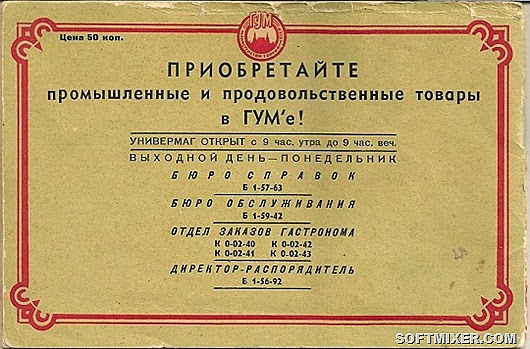 Цена 50 коп.
ГУМ
ПРИОБРЕТАЙТЕ
промышленные и продовольственные товары
в ГУМ'е!
УНИВЕРМАГ ОТКРЫТ с 9 час. утра до 9 час. веч.
ВЫХОДНОЙ ДЕНЬ—ПОНЕДЕЛЬНИК
БЮРО СПРАВОК
Б 1-57-63
БЮРО ОБСЛУЖИВАНИЯ
Б 1-59-42
ОТДЕЛ ЗАКАЗОВ ГАСТРОНОМА
К 0-02-40 К 0-02-42
К 0-02-41 К 0-02-43
ДИРЕКТОР-РАСПОРЯДИТЕЛЬ
Б 1-56-92
SOFTMIXER.COM